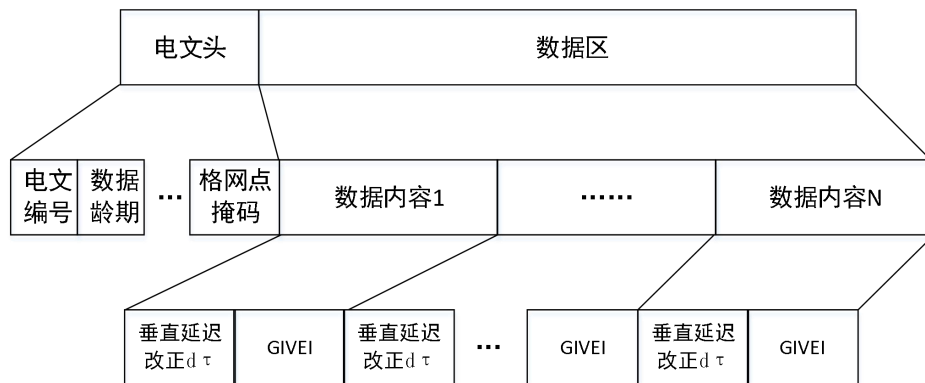 电文头
数据区
电文
编号
数据
龄期
···
格网点
掩码
数据内容1
······
数据内容N
垂直延迟
改正dτ
GIVEI
垂直延迟
改正dτ
···
GIVEI
垂直延迟
改正dτ
GIVEI